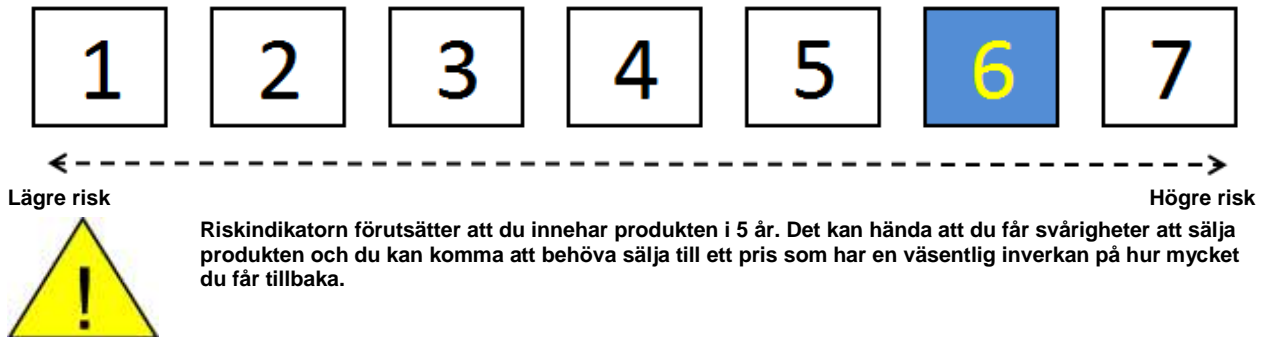 1 2 3 4 5 6 7
Lägre risk Högre risk
!
Riskindikatorn förutsätter att du innehar produkten i 5 år. Det kan hända att du får svårigheter att sälja
produkten och du kan komma att behöva sälja till ett pris som har en väsentlig inverkan på hur mycket
du får tillbaka.